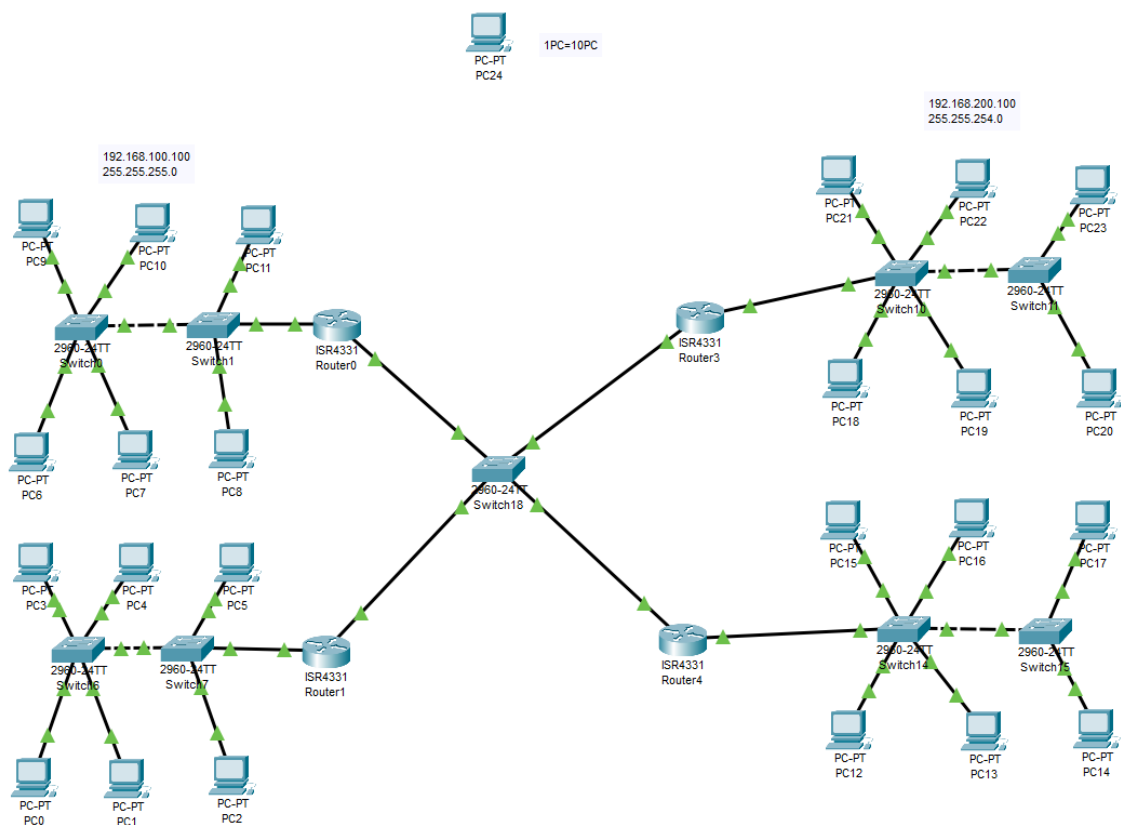 PC-PT
PC24
1PC=10PC
192.168.100.100
255.255.255.0
192.168.200.100
255.255.254.0
PC-PT
PC9
PC-PT
PC10
PC-PT
PC11
2960-24TT
Switch0
2960-24TT
Switch1
ISR4331
Router0
PC-PT
PC6
PC-PT
PC7
PC-PT
PC8
PC-PT
PC21
PC-PT
PC22
PC-PT
PC23
2960-24TT
Switch10
2960-24TT
Switch11
ISR4331
Router3
PC-PT
PC18
PC-PT
PC19
PC-PT
PC20
2960-24TT
Switch18
PC-PT
PC3
PC-PT
PC4
PC-PT
PC5
2960-24TT
Switch6
2960-24TT
Switch7
ISR4331
Router1
PC-PT
PC0
PC-PT
PC1
PC-PT
PC2
PC-PT
PC15
PC-PT
PC16
PC-PT
PC17
ISR4331
Router4
2960-24TT
Switch14
2960-24TT
Switch15
PC-PT
PC12
PC-PT
PC13
PC-PT
PC14